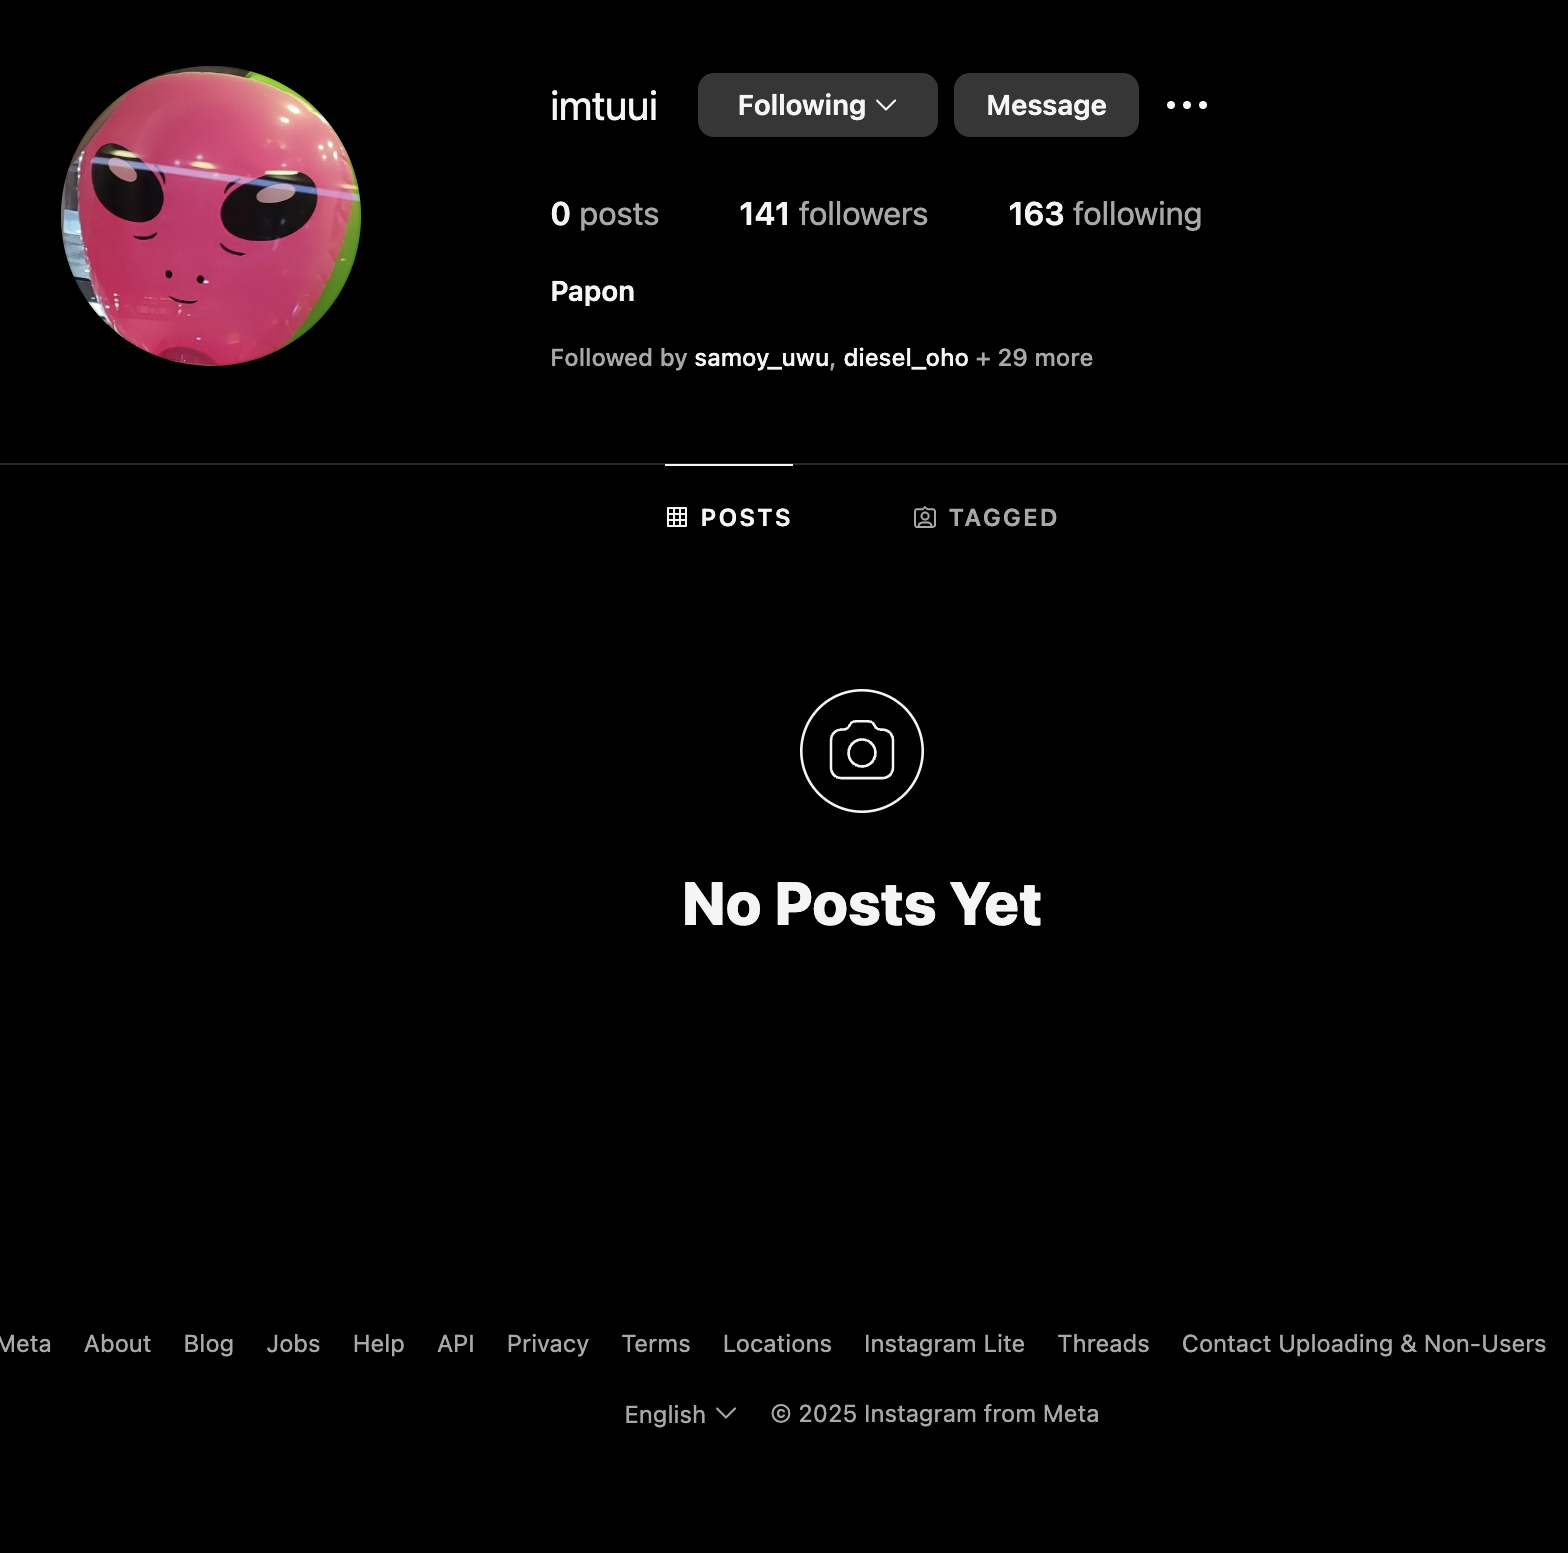 imtuui Following Message
0 posts 141 followers 163 following
Papon
Followed by samoy_uwu, diesel_oho + 29 more
POSTS TAGGED
No Posts Yet
Meta About Blog Jobs Help API Privacy Terms Locations Instagram Lite Threads Contact Uploading & Non-Users
English © 2025 Instagram from Meta